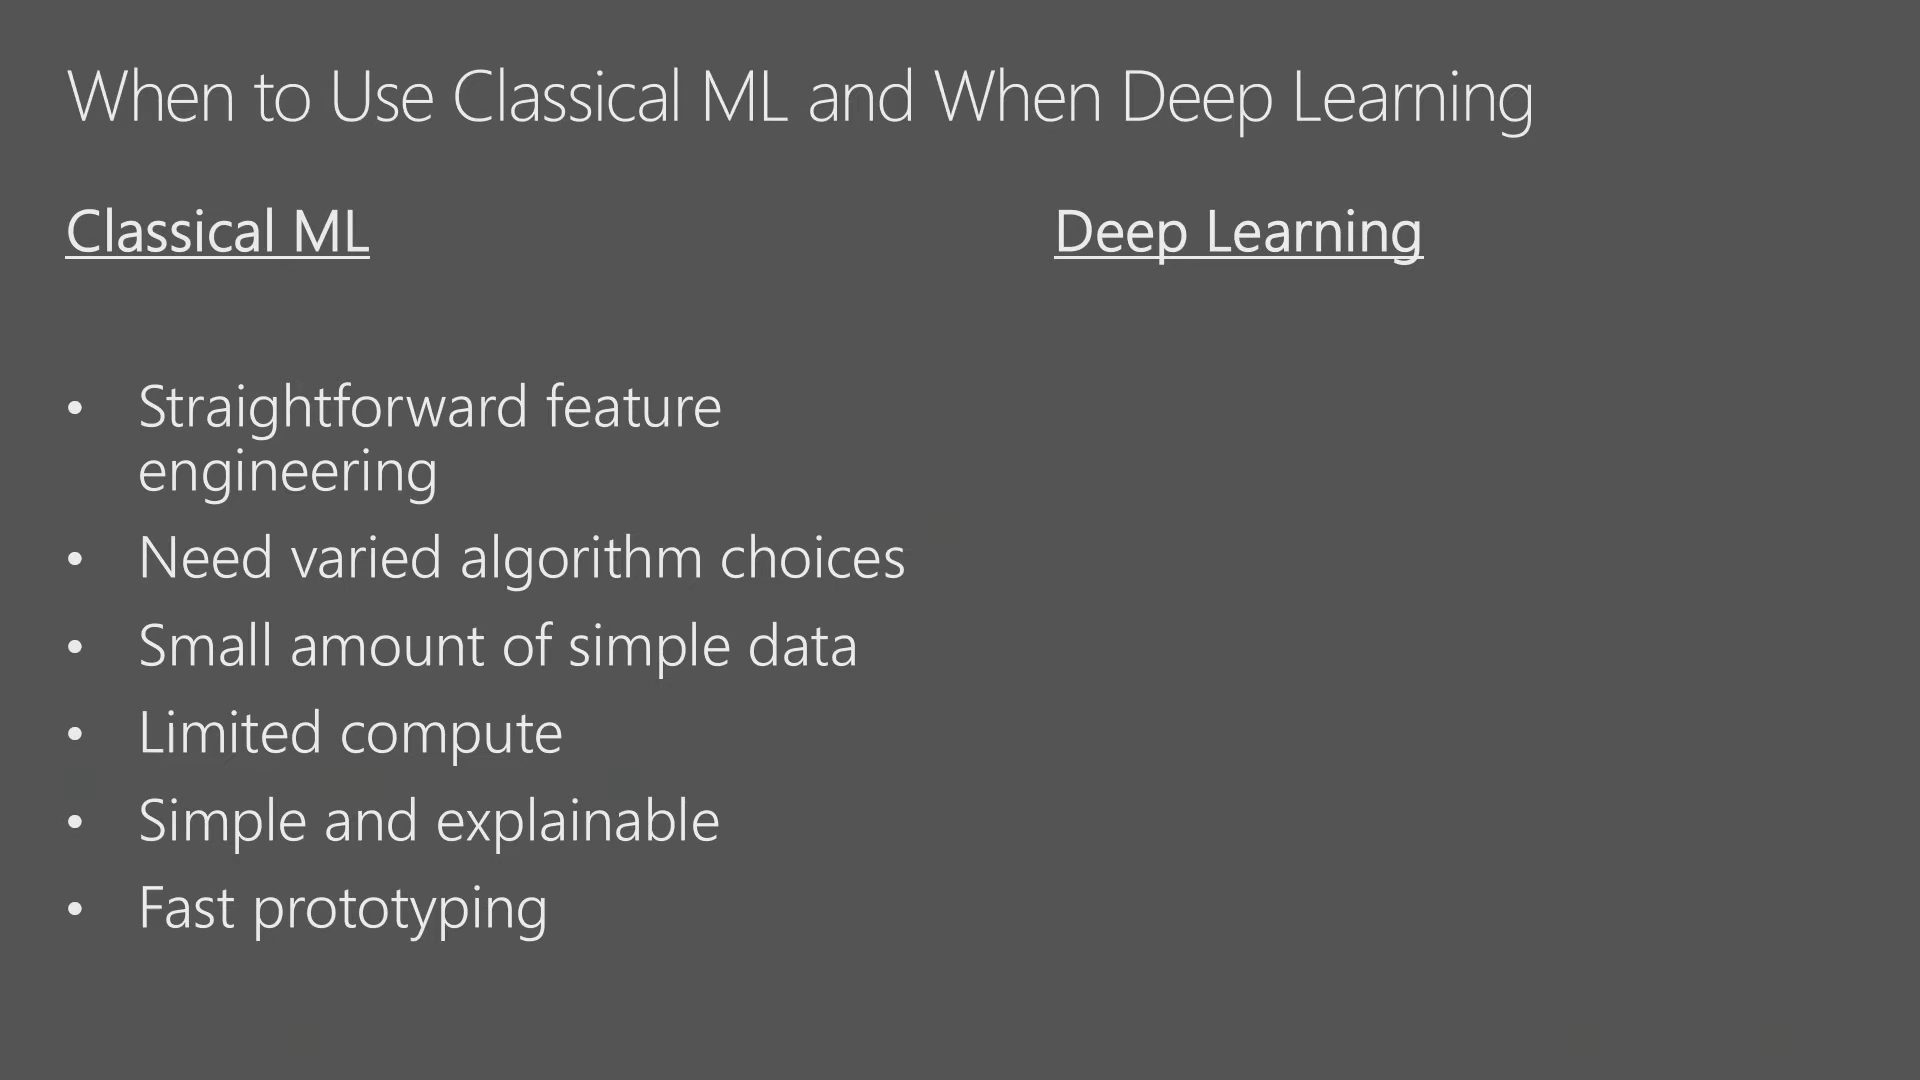 When to Use Classical ML and When Deep Learning
Classical ML
Deep Learning
• Straightforward feature
engineering
• Need varied algorithm choices
• Small amount of simple data
• Limited compute
• Simple and explainable
• Fast prototyping